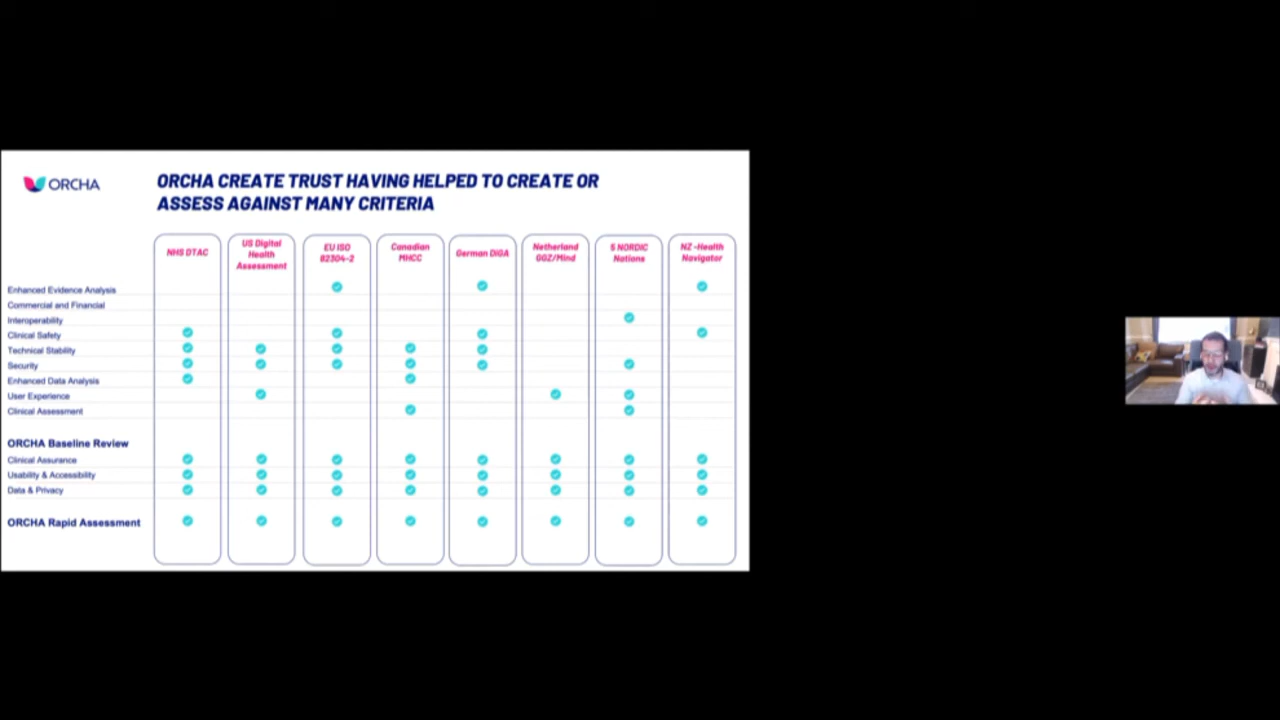 ORCHA
ORCHA CREATE TRUST HAVING HELPED TO CREATE OR
ASSESS AGAINST MANY CRITERIA
NHS DTAC
US Digital
Health
Assessment
EU ISO
82304-2
Canadian
MHCC
German DiGA
Netherland
GGZ/Mind
5 NORDIC
Nations
NZ -Health
Navigator
Enhanced Evidence Analysis
Commercial and Financial
Interoperability
Clinical Safety
Technical Stability
Security
Enhanced Data Analysis
User Experience
Clinical Assessment
ORCHA Baseline Review
Clinical Assurance
Usability & Accessibility
Data & Privacy
ORCHA Rapid Assessment